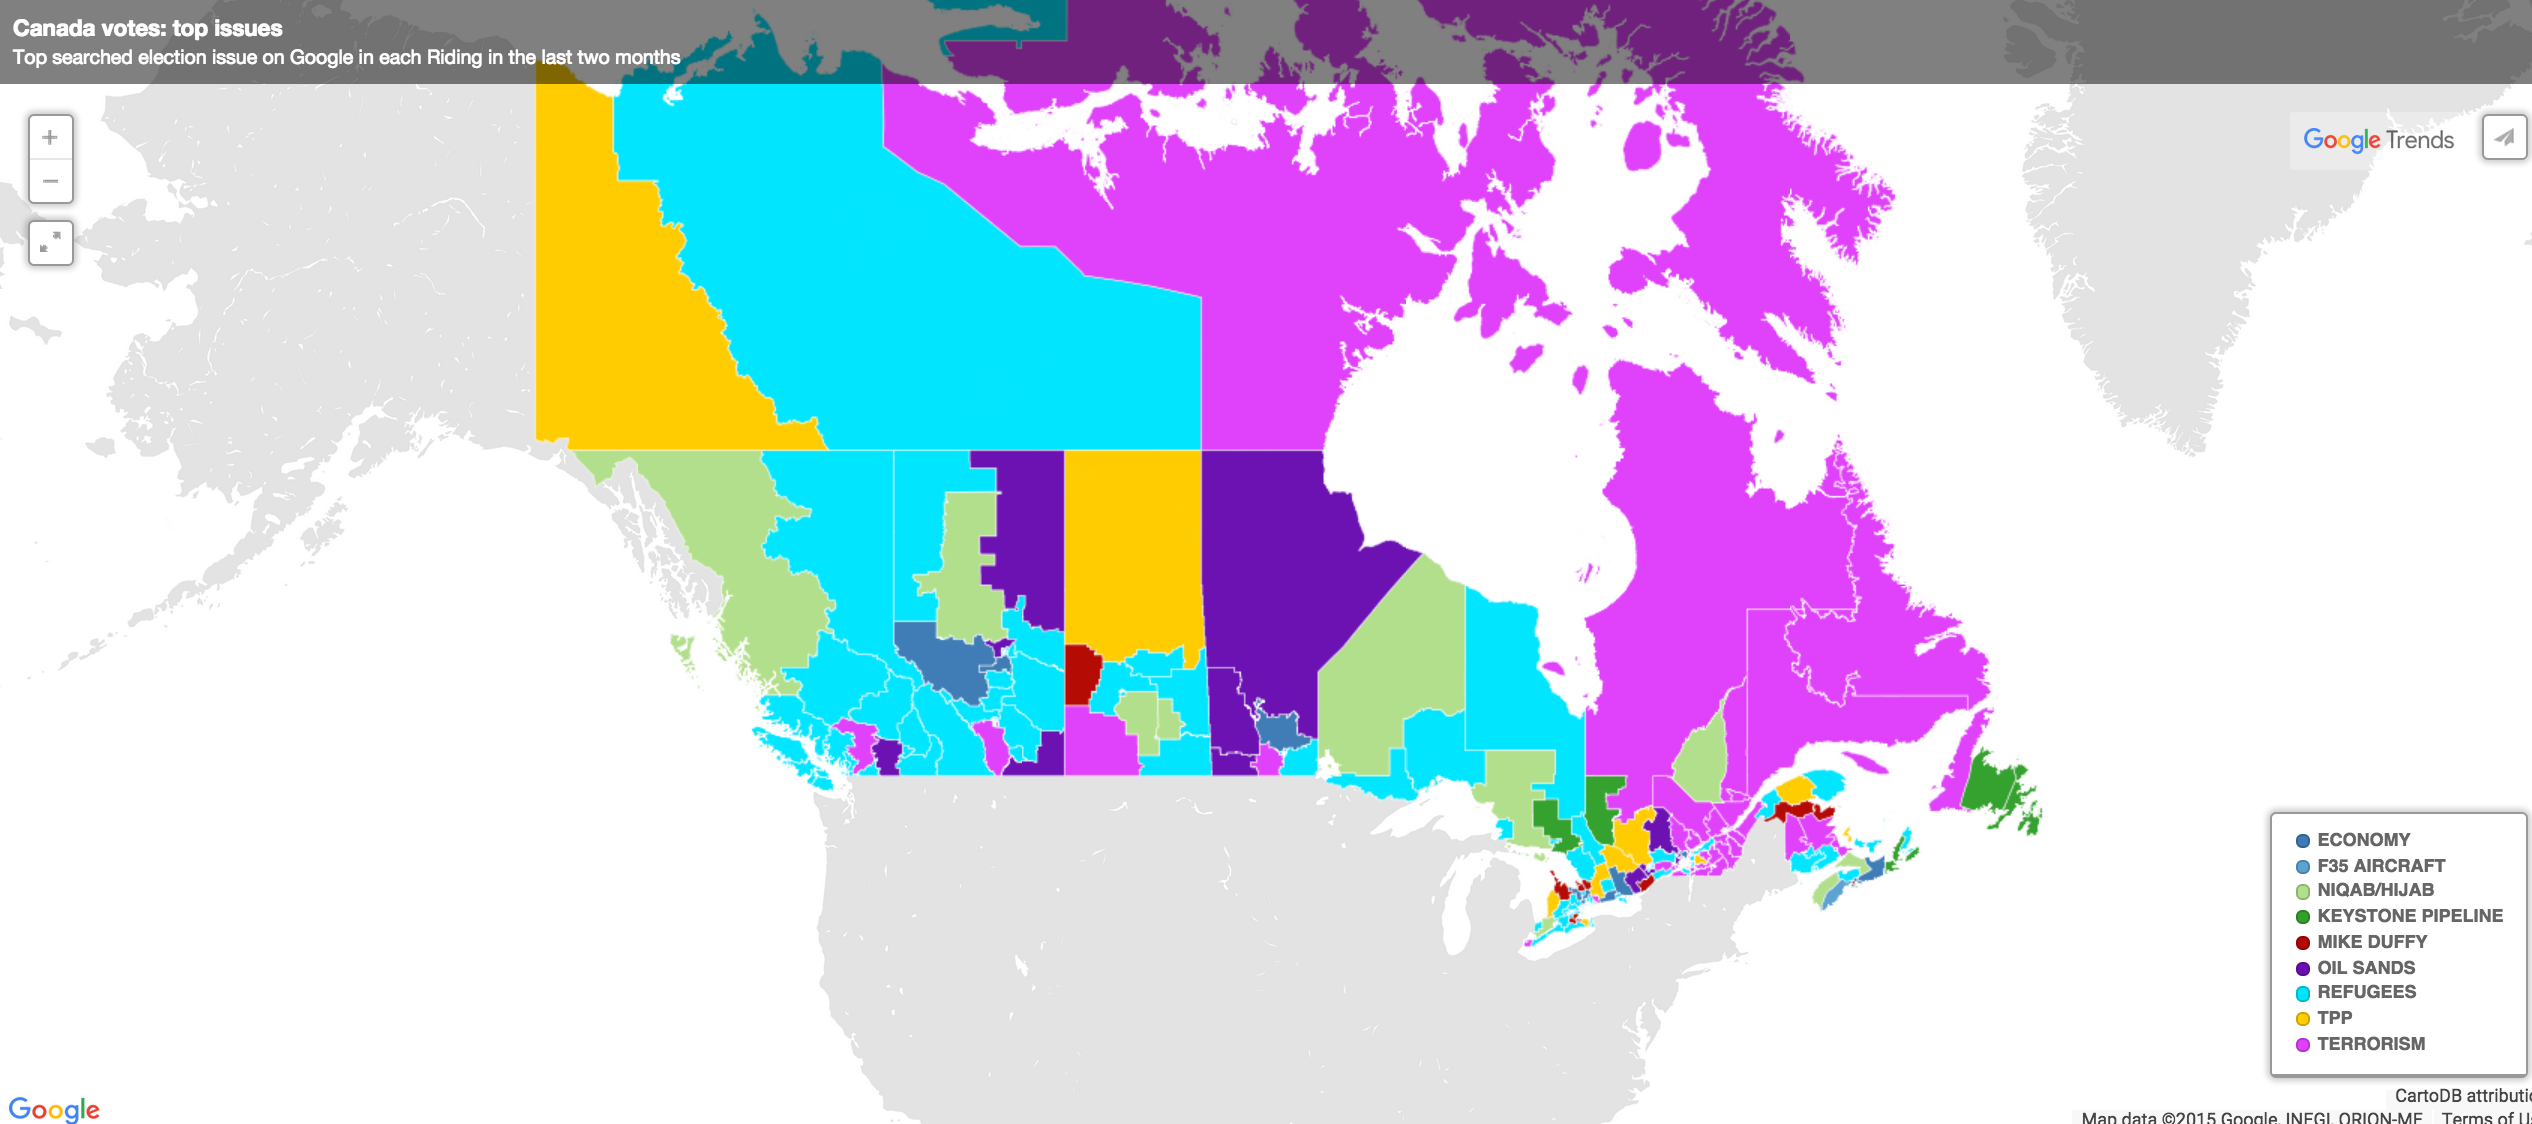 Canada votes: top issues
Top searched election issue on Google in each Riding in the last two months
+
−
Google Trends
ECONOMY
F35 AIRCRAFT
NIQAB/HIJAB
KEYSTONE PIPELINE
MIKE DUFFY
OIL SANDS
REFUGEES
TPP
TERRORISM
Google
CartoDB attributi
Map data ©2015 Google, INEGI, ORION-ME Terms of U